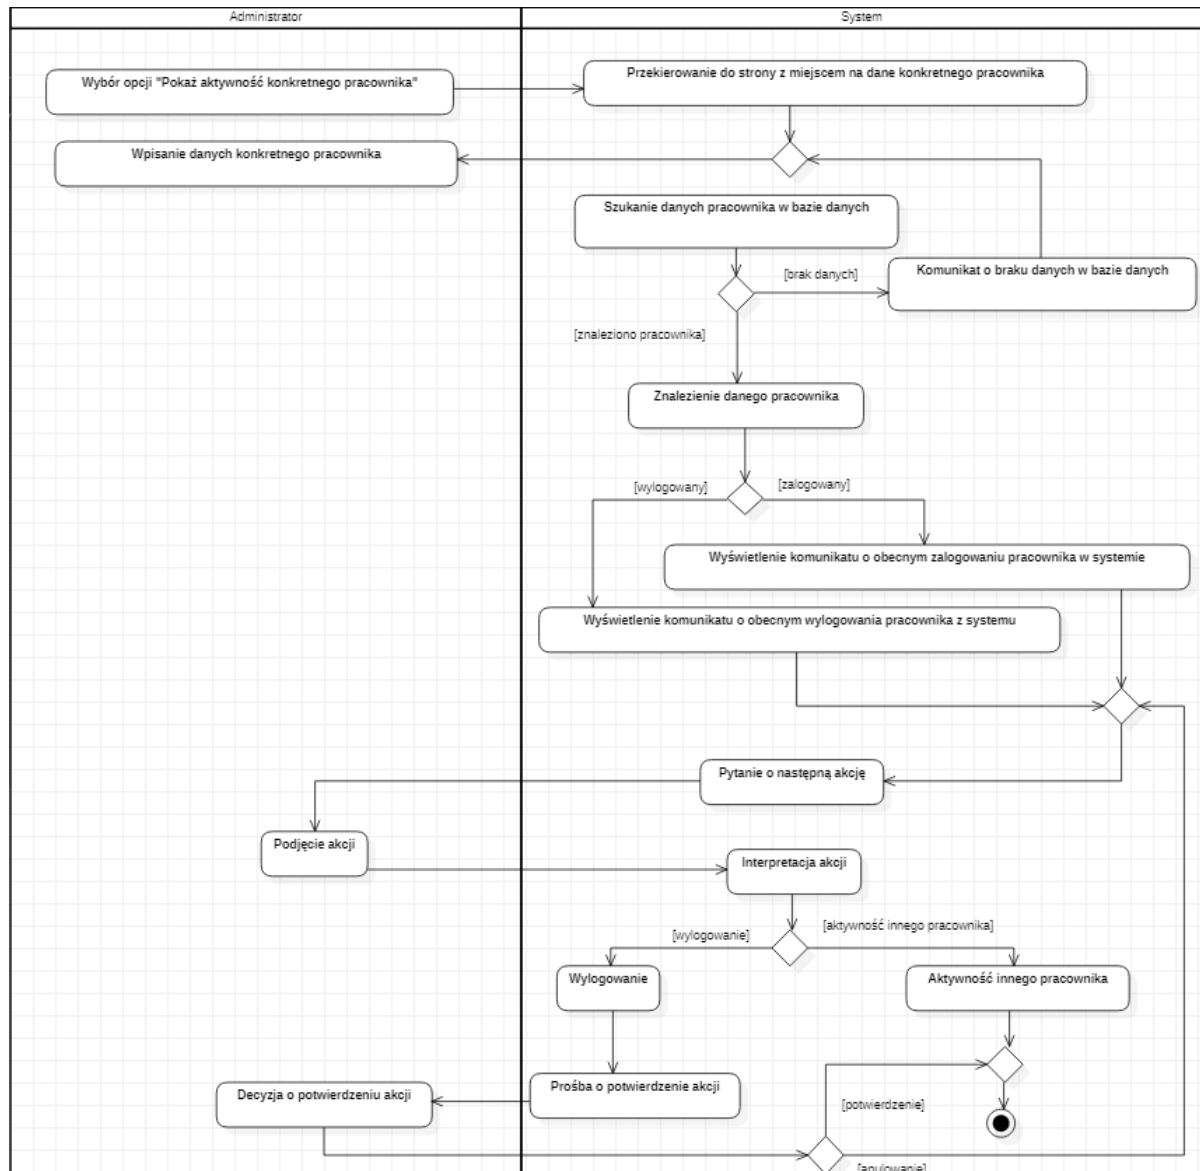 Administrator
System
Wybór opcji "Pokaż aktywność konkretnego pracownika"
Przekierowanie do strony z miejscem na dane konkretnego pracownika
Wpisanie danych konkretnego pracownika
Szukanie danych pracownika w bazie danych
[brak danych]
Komunikat o braku danych w bazie danych
[znaleziono pracownika]
Znalezienie danego pracownika
[wylogowany]
[zalogowany]
Wyświetlenie komunikatu o obecnym zalogowaniu pracownika w systemie
Wyświetlenie komunikatu o obecnym wylogowania pracownika z systemu
Pytanie o następną akcję
Podjęcie akcji
Interpretacja akcji
[wylogowanie]
[aktywność innego pracownika]
Wylogowanie
Aktywność innego pracownika
Decyzja o potwierdzeniu akcji
Prośba o potwierdzenie akcji
[potwierdzenie]
[anulowanie]